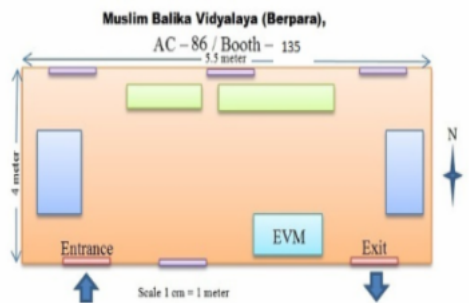 Muslim Balika Vidyalaya (Berpara),
AC – 86 / Booth – 135
5.5 meter
4 meter
N
EVM
Entrance
Exit
Scale 1 cm = 1 meter